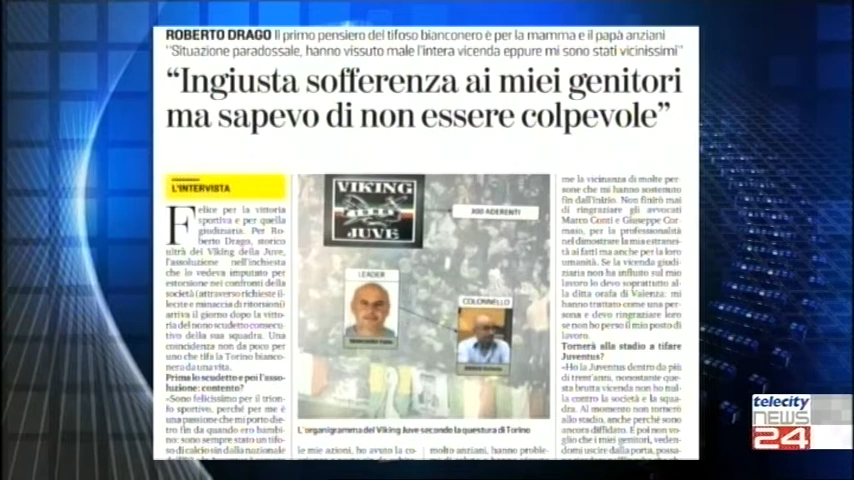 ROBERTO DRAGO Il primo pensiero del tifoso bianconero è per la mamma e il papà anziani
"Situazione paradossale, hanno vissuto male l'intera vicenda eppure mi sono stati vicinissimi"
“Ingiusta sofferenza ai miei genitori
ma sapevo di non essere colpevole”
L'INTERVISTA
Felice per la vittoria
sportiva e per quella
giudiziaria. Per Ro-
berto Drago, storico
ultrà dei Viking della Juve,
l'assoluzione nell'inchiesta
che lo vedeva imputato per
estorsione nei confronti della
società (attraverso richieste il-
lecite e minaccia di ritorsioni)
arriva il giorno dopo la vitto-
ria del nono scudetto consecu-
tivo della sua squadra. Una
coincidenza non da poco per
uno che tifa la Torino bianco-
nera da una vita.
Prima lo scudetto e poi l'asso-
luzione: contento?
«Sono felicissimo per il trion-
fo sportivo, perché per me è
una passione che mi porto die-
tro fin da quando ero bambi-
no: sono sempre stato un tifo-
so di calcio sin dalla nazionale
VIKING
JUVE
300 ADERENTI
LEADER
COLONNELLO
L'organigramma dei Viking Juve secondo la questura di Torino
le mie azioni, ho avuto la co-
molto anziani, hanno proble-
me la vicinanza di molte per-
sone che mi hanno sostenuto
fin dall'inizio. Non finirò mai
di ringraziare gli avvocati
Marco Conti e Giuseppe Cor-
maio, per la professionalità
nel dimostrare la mia estranei-
tà ai fatti ma anche per la loro
umanità. Se la vicenda giudi-
ziaria non ha influito sul mio
lavoro lo devo soprattutto al-
la ditta orafa di Valenza: mi
hanno trattato come una per-
sona e devo ringraziare loro
se non ho perso il mio posto di
lavoro.
Tornerà alla stadio a tifare
Juventus?
«Ho la Juventus dentro da più
di trent'anni, nonostante que-
sta brutta vicenda non ho nul-
la contro la società e la squa-
dra. Al momento non tornerò
allo stadio, anche perché sono
ancora diffidato. E poi non vo-
glio che i miei genitori, veden-
domi uscire dalla porta, possa-
telecity
NEWS
24